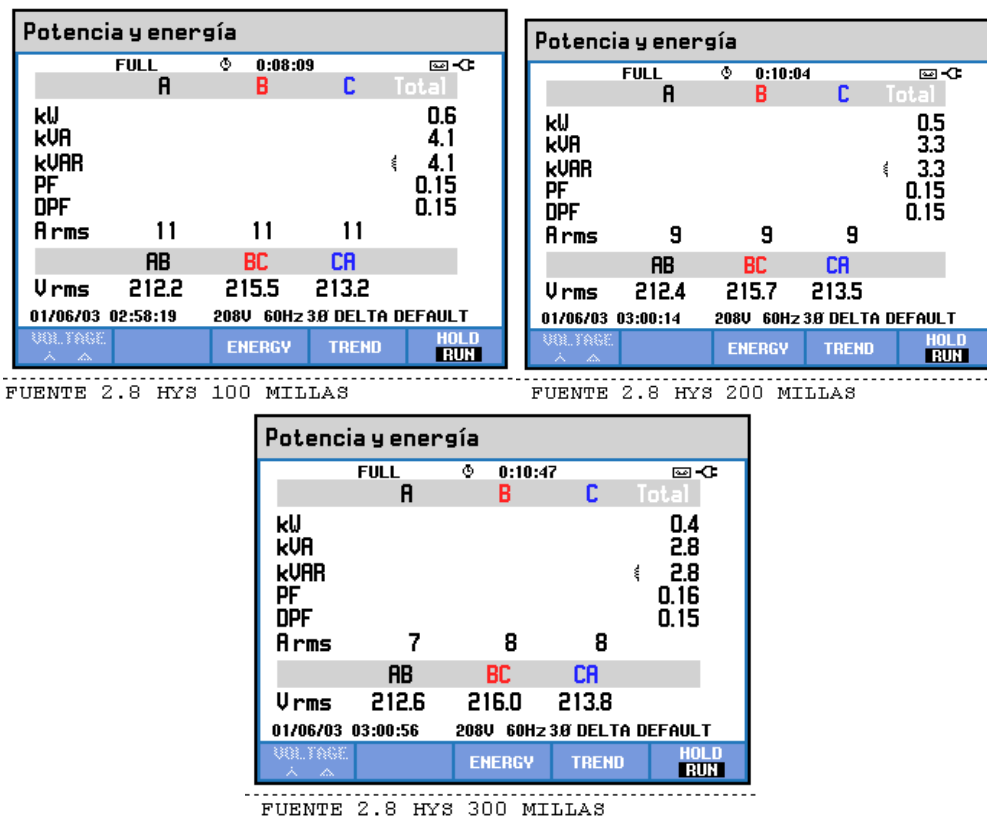 Potencia y energía
FULL 0:08:09
A B C Total
kW 0.6
kVA 4.1
kVAR 4.1
PF 0.15
DPF 0.15
A rms 11 11 11
AB BC CA
V rms 212.2 215.5 213.2
01/06/03 02:58:19 208V 60Hz 3Ø DELTA DEFAULT
VOLTAGE ENERGY TREND HOLD
RUN
FUENTE 2.8 HYS 100 MILLAS
Potencia y energía
FULL 0:10:04
A B C Total
kW 0.5
kVA 3.3
kVAR 3.3
PF 0.15
DPF 0.15
A rms 9 9 9
AB BC CA
V rms 212.4 215.7 213.5
01/06/03 03:00:14 208V 60Hz 3Ø DELTA DEFAULT
VOLTAGE ENERGY TREND HOLD
RUN
FUENTE 2.8 HYS 200 MILLAS
Potencia y energía
FULL 0:10:47
A B C Total
kW 0.4
kVA 2.8
kVAR 2.8
PF 0.16
DPF 0.15
A rms 7 8 8
AB BC CA
V rms 212.6 216.0 213.8
01/06/03 03:00:56 208V 60Hz 3Ø DELTA DEFAULT
VOLTAGE ENERGY TREND HOLD
RUN
FUENTE 2.8 HYS 300 MILLAS